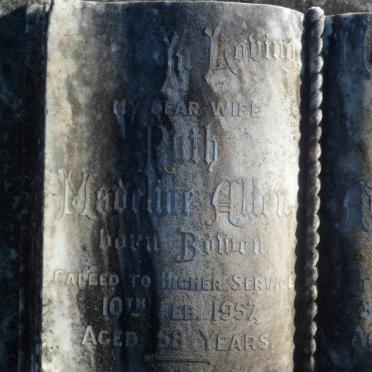 In Loving
MY DEAR WIFE
Ruth
Madeline Allen
born Bowen.
CALLED TO HIGHER SERVICE
10TH FEB. 1957,
AGED 58 YEARS.